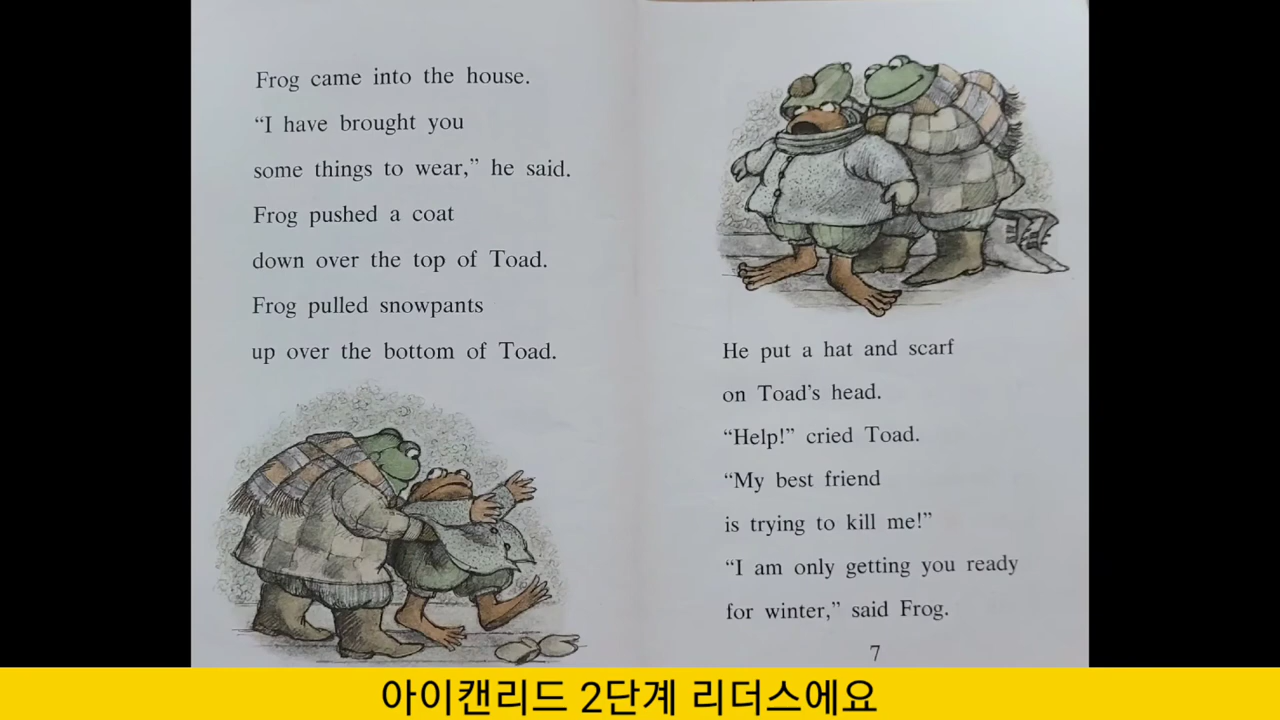 Frog came into the house.
“I have brought you
some things to wear,” he said.
Frog pushed a coat
down over the top of Toad.
Frog pulled snowpants
up over the bottom of Toad.
He put a hat and scarf
on Toad’s head.
“Help!” cried Toad.
“My best friend
is trying to kill me!”
“I am only getting you ready
for winter,” said Frog.
7
아이캔리드 2단계 리더스에요